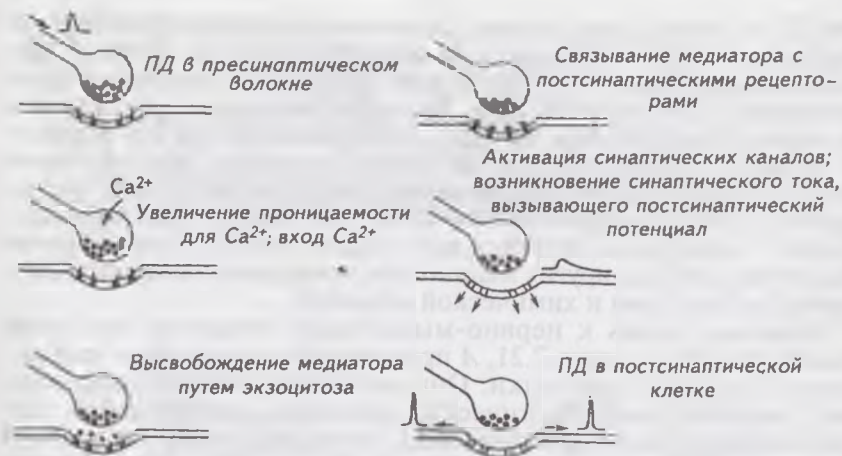 ПД в пресинаптическом
волокне
Ca²⁺
Увеличение проницаемости
для Ca²⁺; вход Ca²⁺
Высвобождение медиатора
путем экзоцитоза
Связывание медиатора с
постсинаптическими рецепто-
рами
Активация синаптических каналов;
возникновение синаптического тока,
вызывающего постсинаптический
потенциал
ПД в постсинаптической
клетке